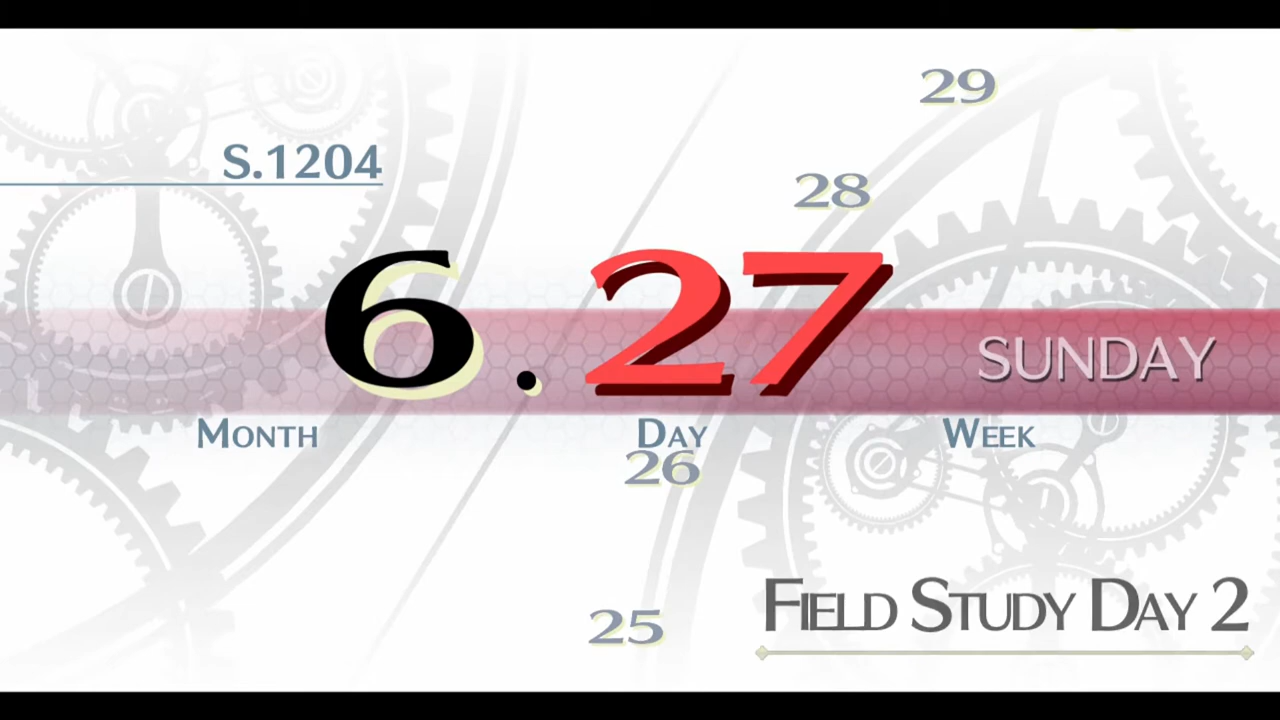 29
S.1204
28
6.27
SUNDAY
MONTH DAY WEEK
26
25
FIELD STUDY DAY 2